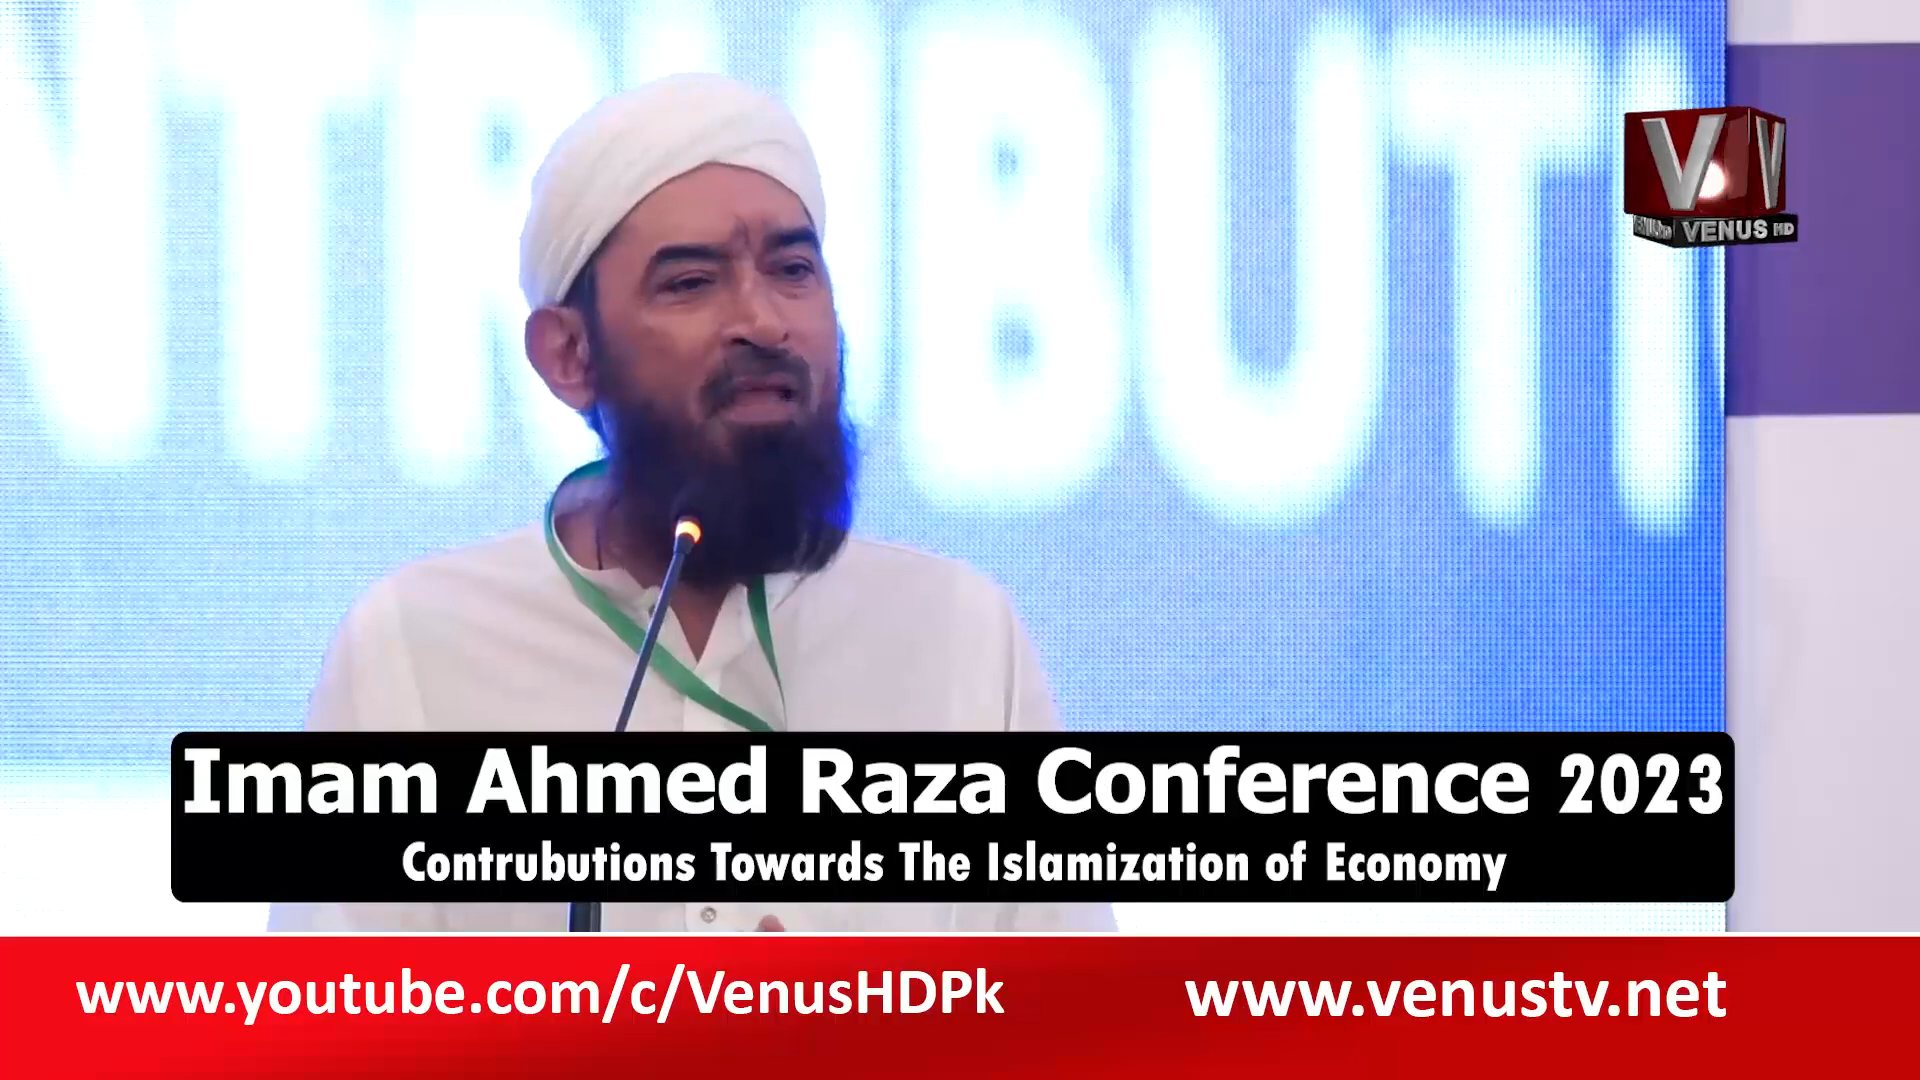 NTRIBUTI
V V
VENUS HD
Imam Ahmed Raza Conference 2023
Contrubutions Towards The Islamization of Economy
www.youtube.com/c/VenusHDPk
www.venustv.net